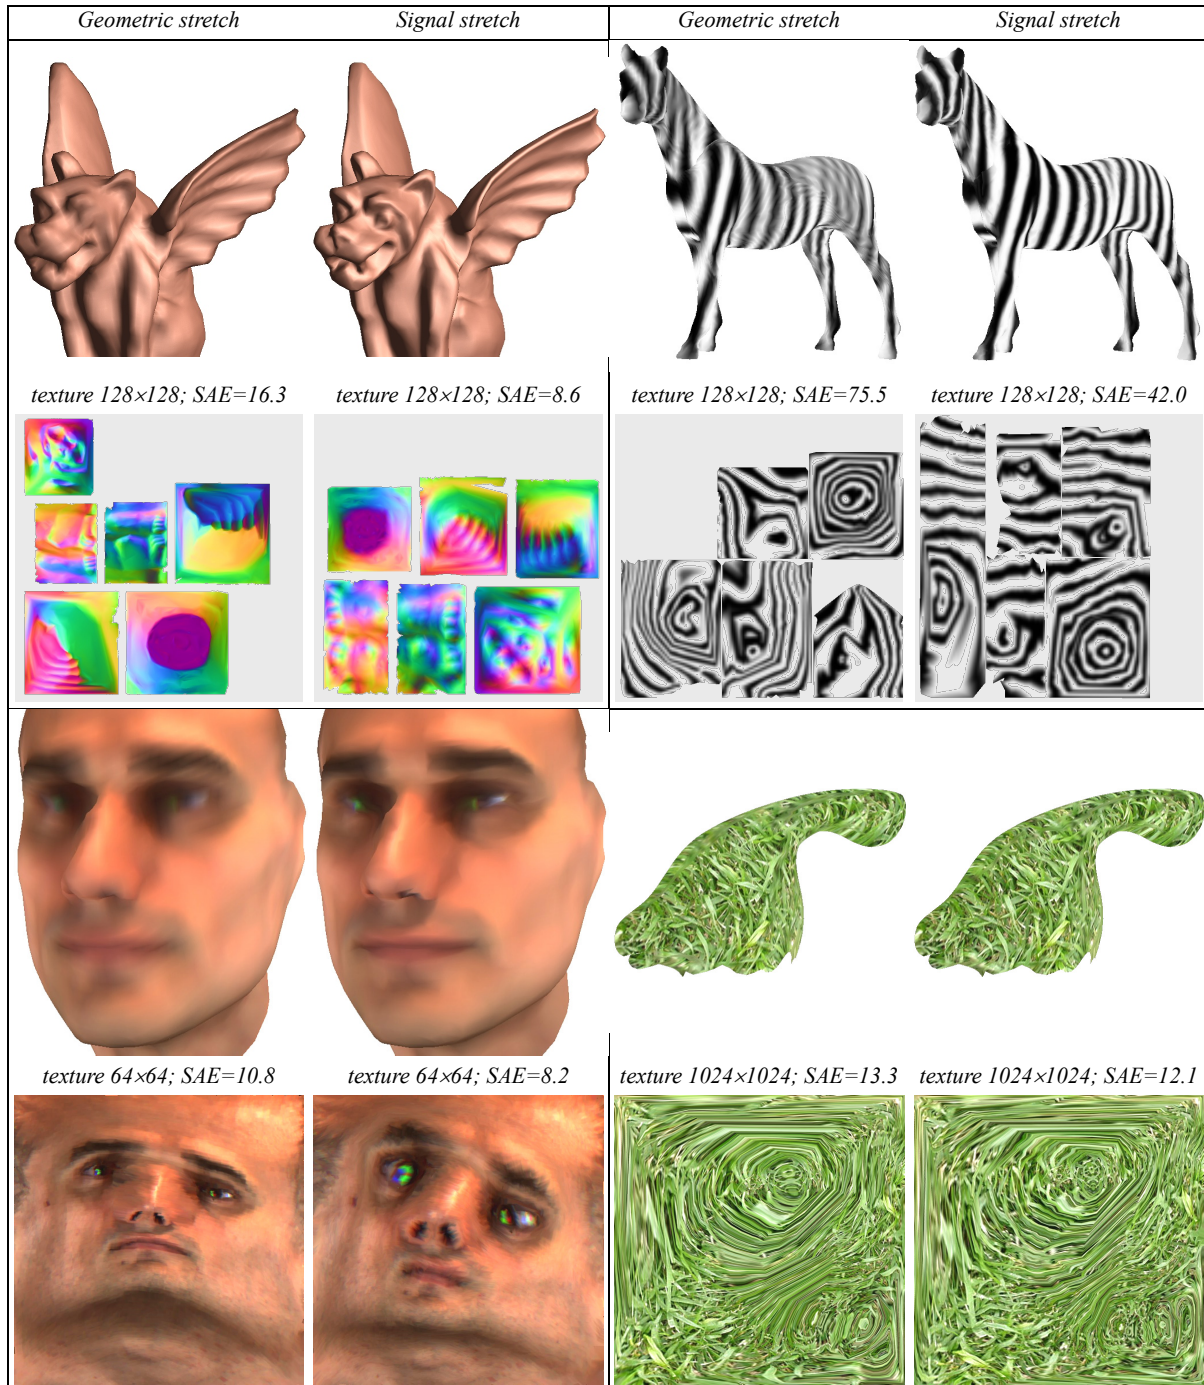 Geometric stretch Signal stretch Geometric stretch Signal stretch
texture 128×128; SAE=16.3 texture 128×128; SAE=8.6 texture 128×128; SAE=75.5 texture 128×128; SAE=42.0
texture 64×64; SAE=10.8 texture 64×64; SAE=8.2 texture 1024×1024; SAE=13.3 texture 1024×1024; SAE=12.1